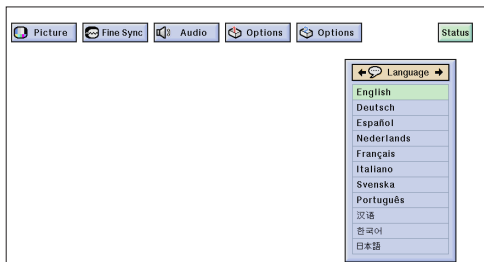 Picture Fine Sync Audio Options Options Status
Language
English
Deutsch
Español
Nederlands
Français
Italiano
Svenska
Português
汉语
한국어
日本語